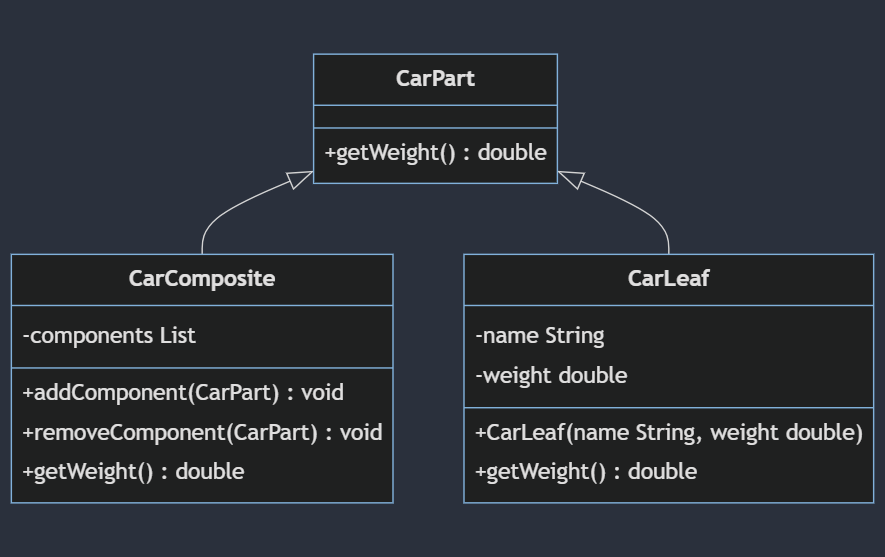 CarPart
+getWeight() : double
CarComposite
-components List
+addComponent(CarPart) : void
+removeComponent(CarPart) : void
+getWeight() : double
CarLeaf
-name String
-weight double
+CarLeaf(name String, weight double)
+getWeight() : double